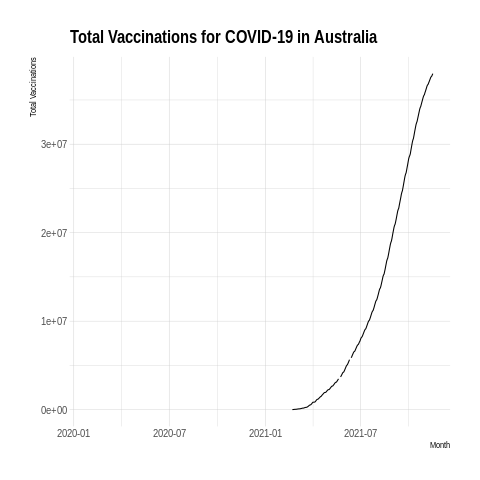 Total Vaccinations for COVID-19 in Australia
Total Vaccinations
3e+07
2e+07
1e+07
0e+00
2020-01 2020-07 2021-01 2021-07
Month